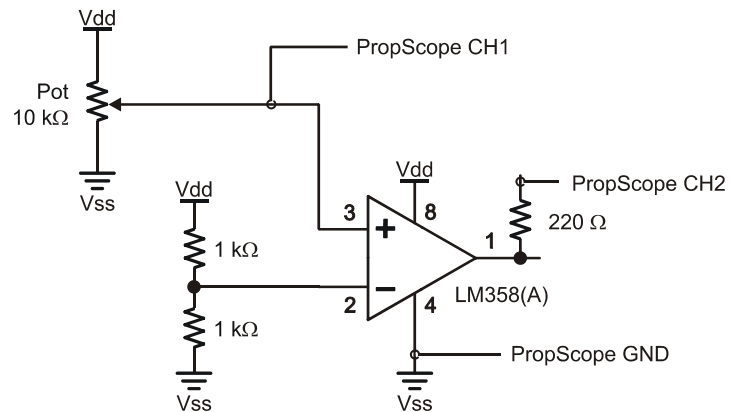 Vdd
PropScope CH1
Pot
10 kΩ
Vss
Vdd
Vdd
PropScope CH2
3
8
220 Ω
1 kΩ
+
1
−
2
LM358(A)
4
1 kΩ
PropScope GND
Vss
Vss